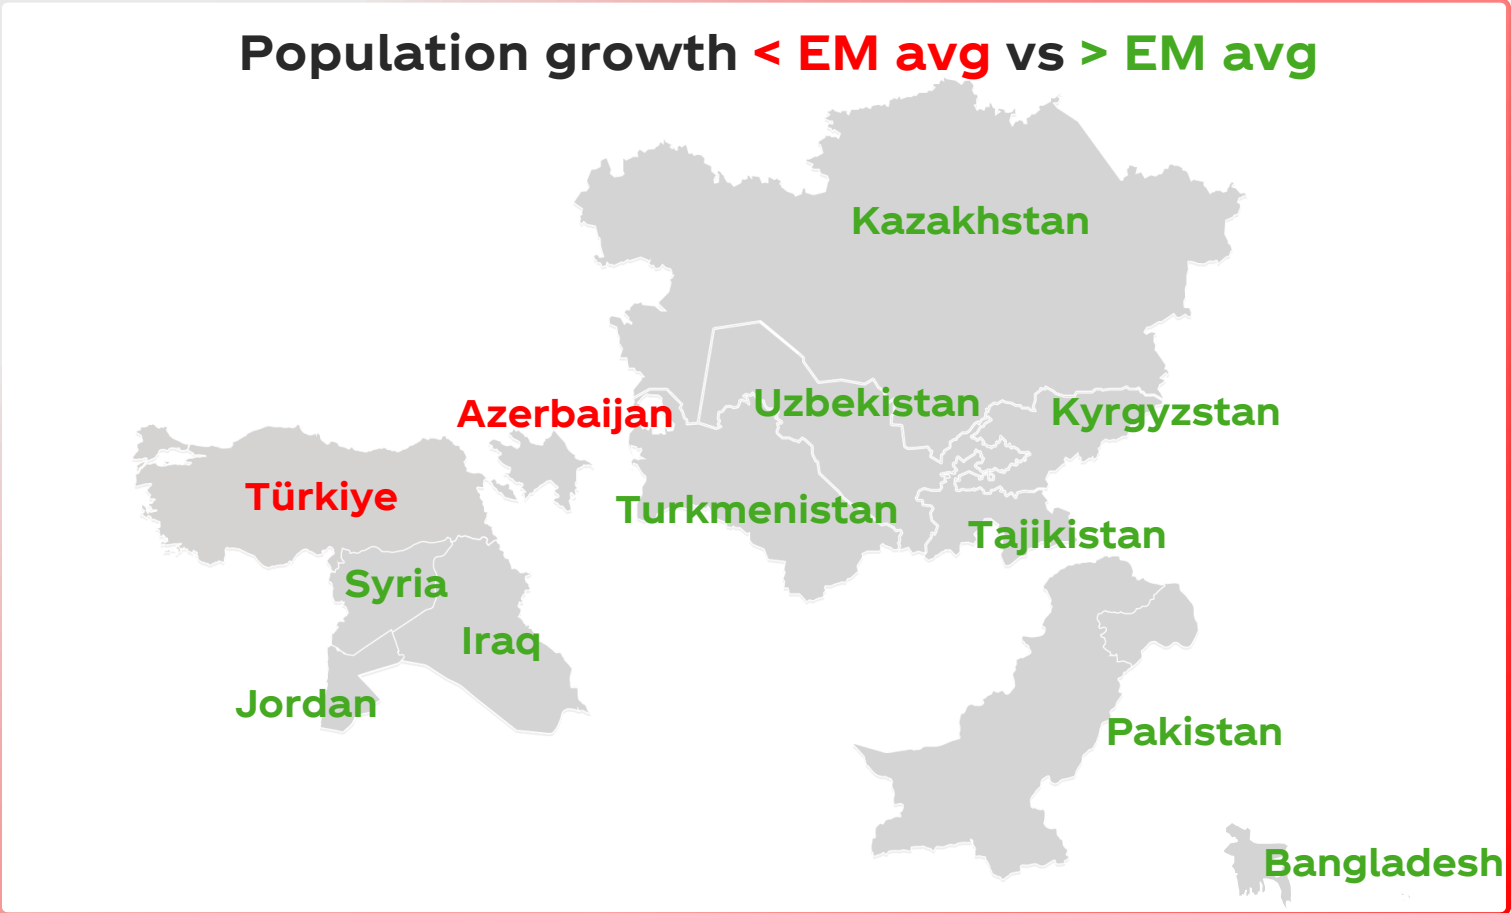 Population growth < EM avg vs > EM avg
Kazakhstan
Azerbaijan
Uzbekistan
Kyrgyzstan
Türkiye
Turkmenistan
Tajikistan
Syria
Iraq
Jordan
Pakistan
Bangladesh